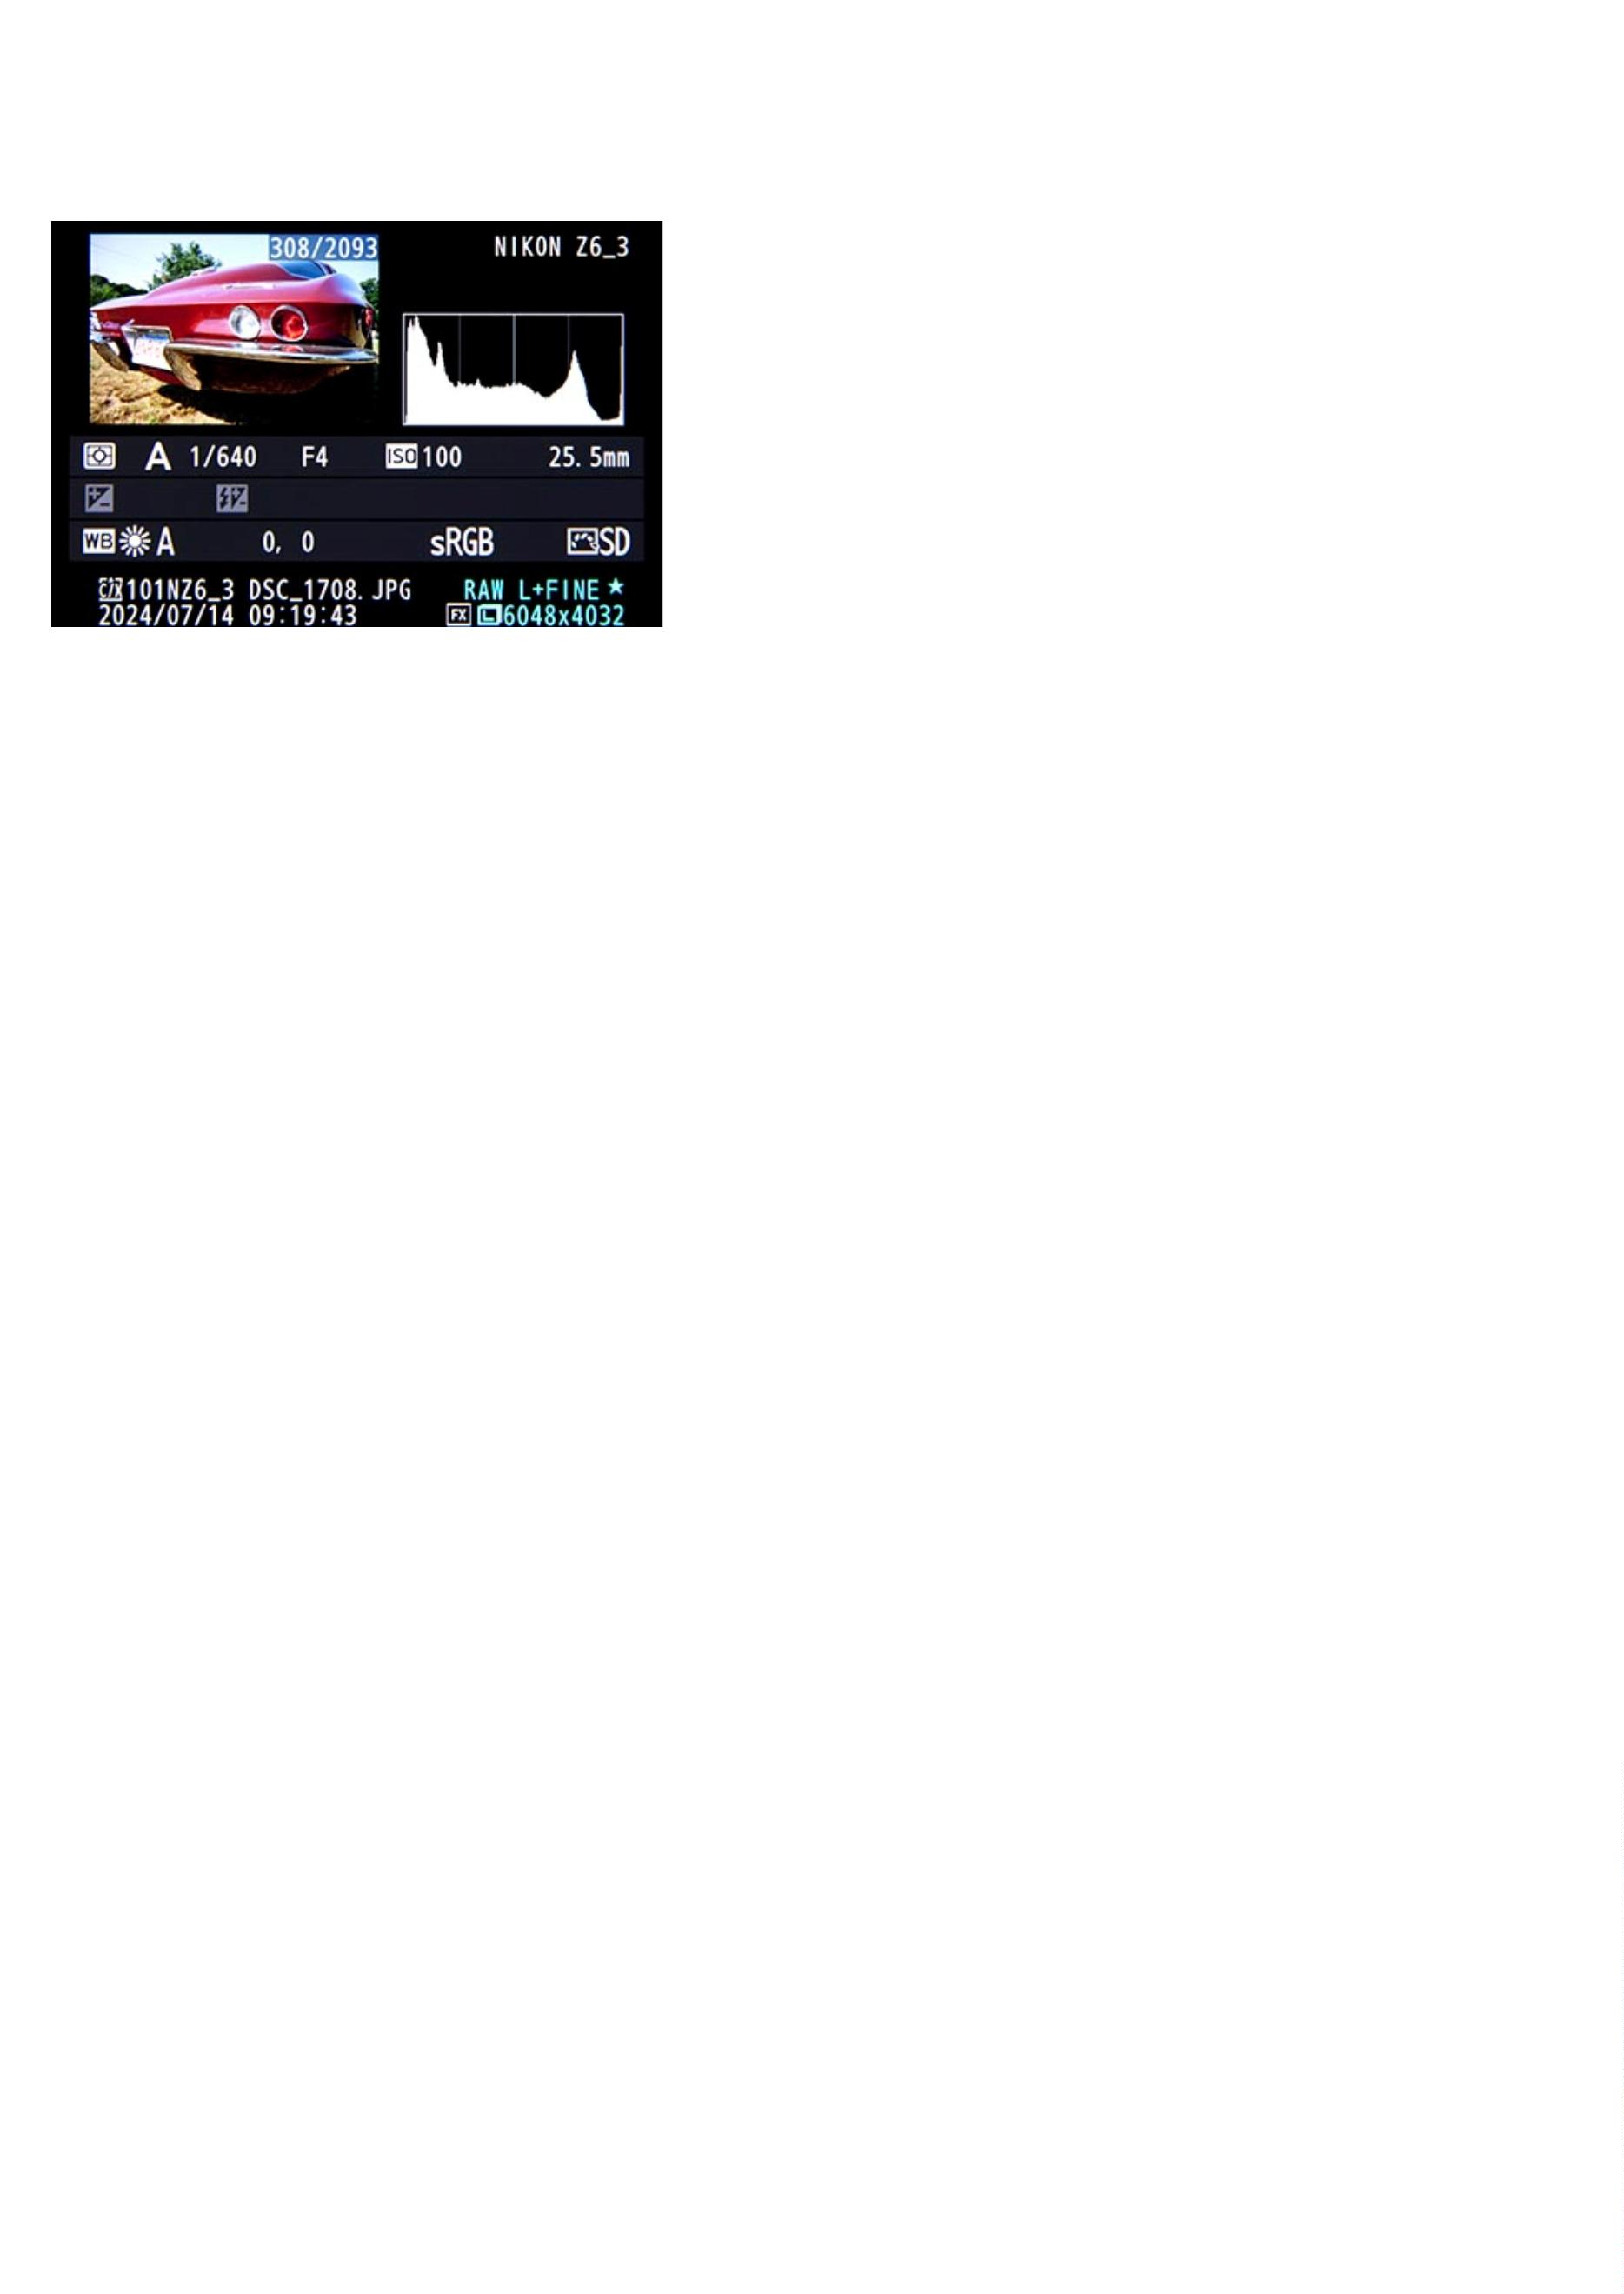 308/2093
NIKON Z6_3
A 1/640 F4 ISO 100 25.5mm
WB A 0, 0 sRGB SD
101NZ6_3 DSC_1708.JPG RAW L+FINE★
2024/07/14 09:19:43 FX L 6048x4032